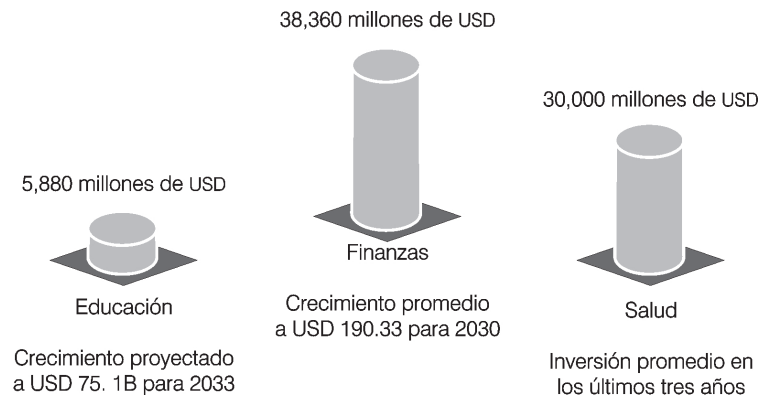 5,880 millones de USD
Educación
Crecimiento proyectado
a USD 75. 1B para 2033
38,360 millones de USD
Finanzas
Crecimiento promedio
a USD 190.33 para 2030
30,000 millones de USD
Salud
Inversión promedio en
los últimos tres años